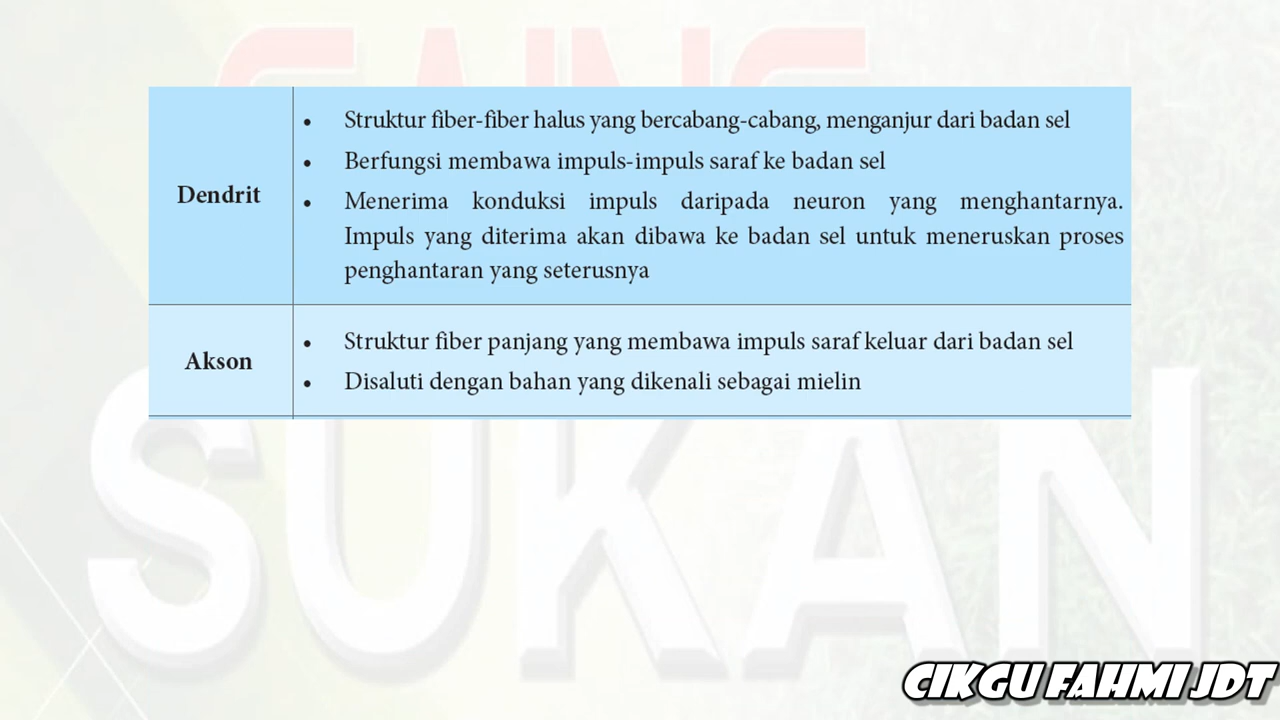 SAINS
Dendrit
• Struktur fiber-fiber halus yang bercabang-cabang, menganjur dari badan sel
• Berfungsi membawa impuls-impuls saraf ke badan sel
• Menerima konduksi impuls daripada neuron yang menghantarnya.
Impuls yang diterima akan dibawa ke badan sel untuk meneruskan proses
penghantaran yang seterusnya
Akson
• Struktur fiber panjang yang membawa impuls saraf keluar dari badan sel
• Disaluti dengan bahan yang dikenali sebagai mielin
SUKAN
CIKGU FAHMI JDT